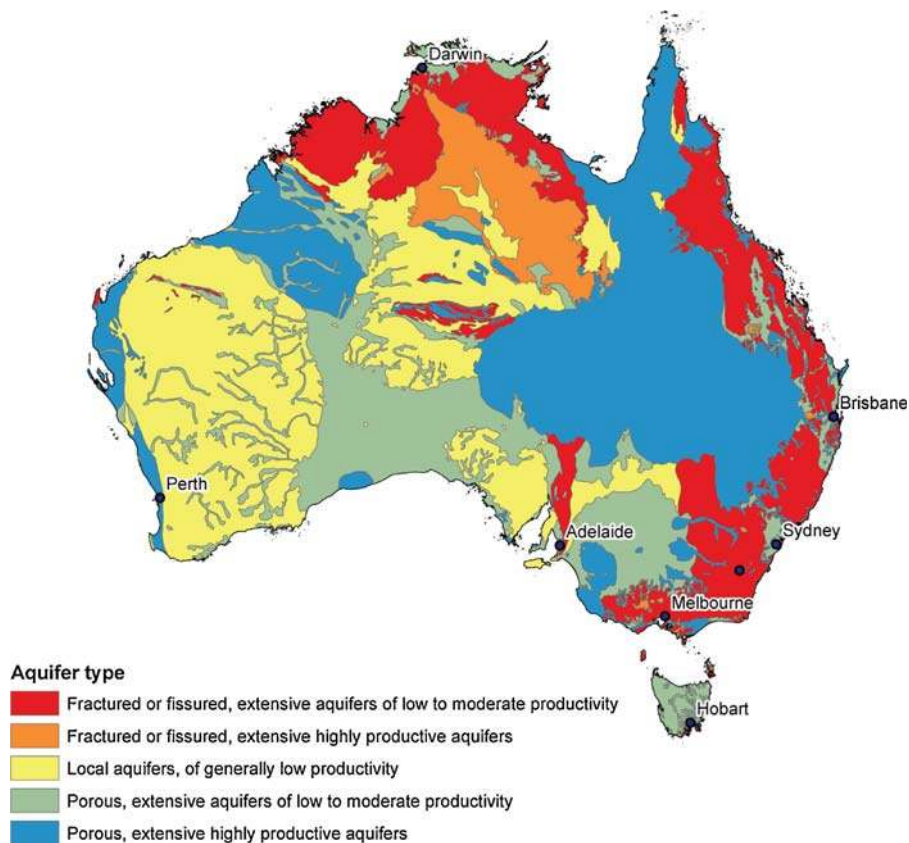 Darwin
Brisbane
Perth
Adelaide
Sydney
Melbourne
Hobart
Aquifer type
Fractured or fissured, extensive aquifers of low to moderate productivity
Fractured or fissured, extensive highly productive aquifers
Local aquifers, of generally low productivity
Porous, extensive aquifers of low to moderate productivity
Porous, extensive highly productive aquifers